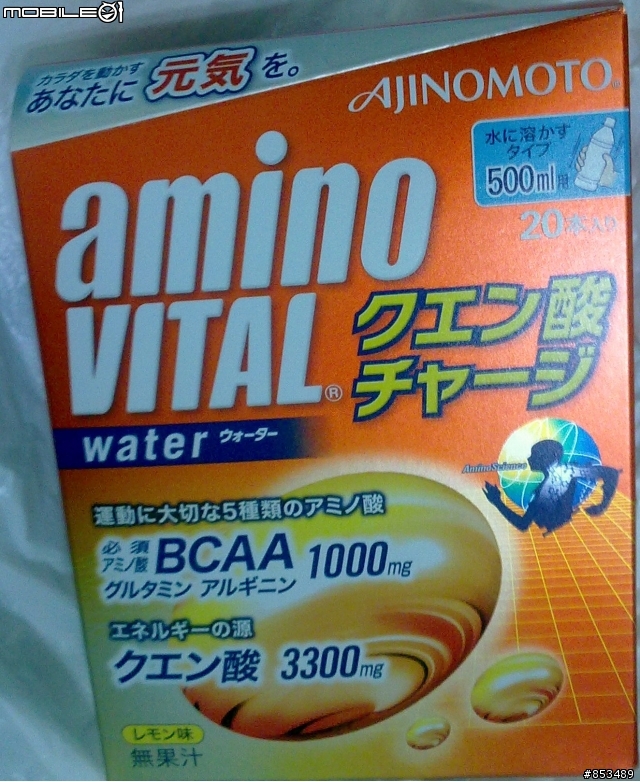 MOBILE01
カラダを動かす
あなたに 元気 を。
AJINOMOTO
水に溶かす
タイプ
500ml用
20本入り
amino
VITAL®
クエン酸
チャージ
water ウォーター
AminoScience
運動に大切な5種類のアミノ酸
必須
アミノ酸 BCAA 1000mg
グルタミン アルギニン
エネルギーの源
クエン酸 3300mg
レモン味
無果汁
#853489